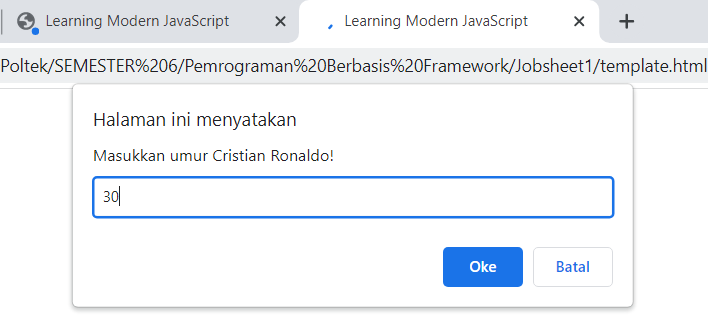 Learning Modern JavaScript
Learning Modern JavaScript
Poltek/SEMESTER%206/Pemrograman%20Berbasis%20Framework/Jobsheet1/template.html
Halaman ini menyatakan
Masukkan umur Cristian Ronaldo!
30
Oke
Batal